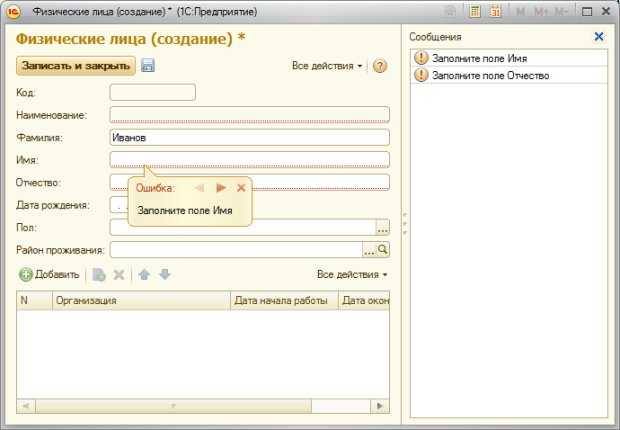 Физические лица (создание) * (1С:Предприятие)
31 M M+ M-
Физические лица (создание) *
Записать и закрыть
Все действия
?
Код:
Наименование:
Фамилия: Иванов
Имя:
Отчество:
Ошибка:
Заполните поле Имя
Дата рождения: . .
Пол: ...
Район проживания: ...
Добавить
Все действия
N Организация Дата начала работы Дата окон
Сообщения
! Заполните поле Имя
! Заполните поле Отчество